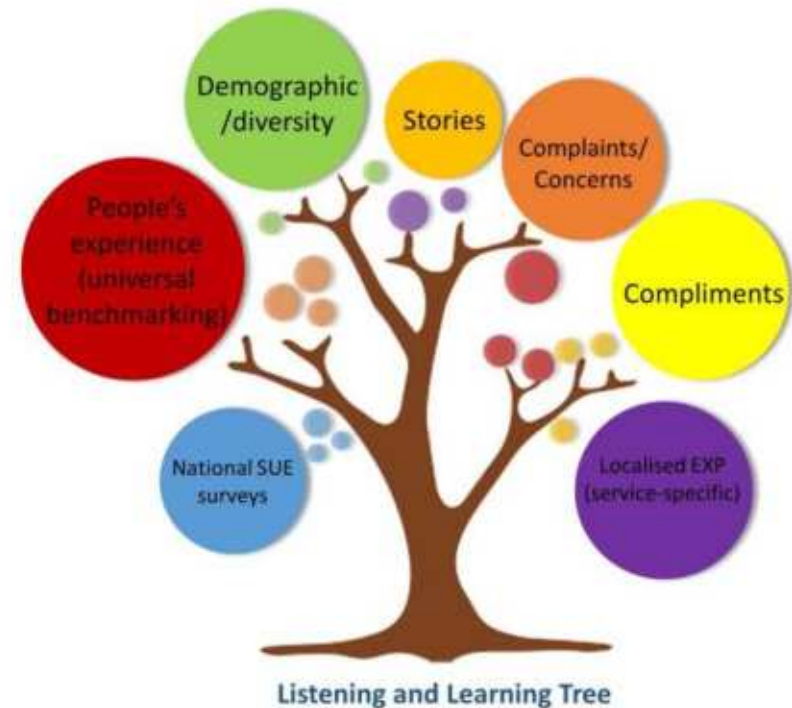 Demographic
/diversity
Stories
Complaints/
Concerns
People's
experience
(universal
benchmarking)
Compliments
National SUE
surveys
Localised EXP
(service-specific)
Listening and Learning Tree